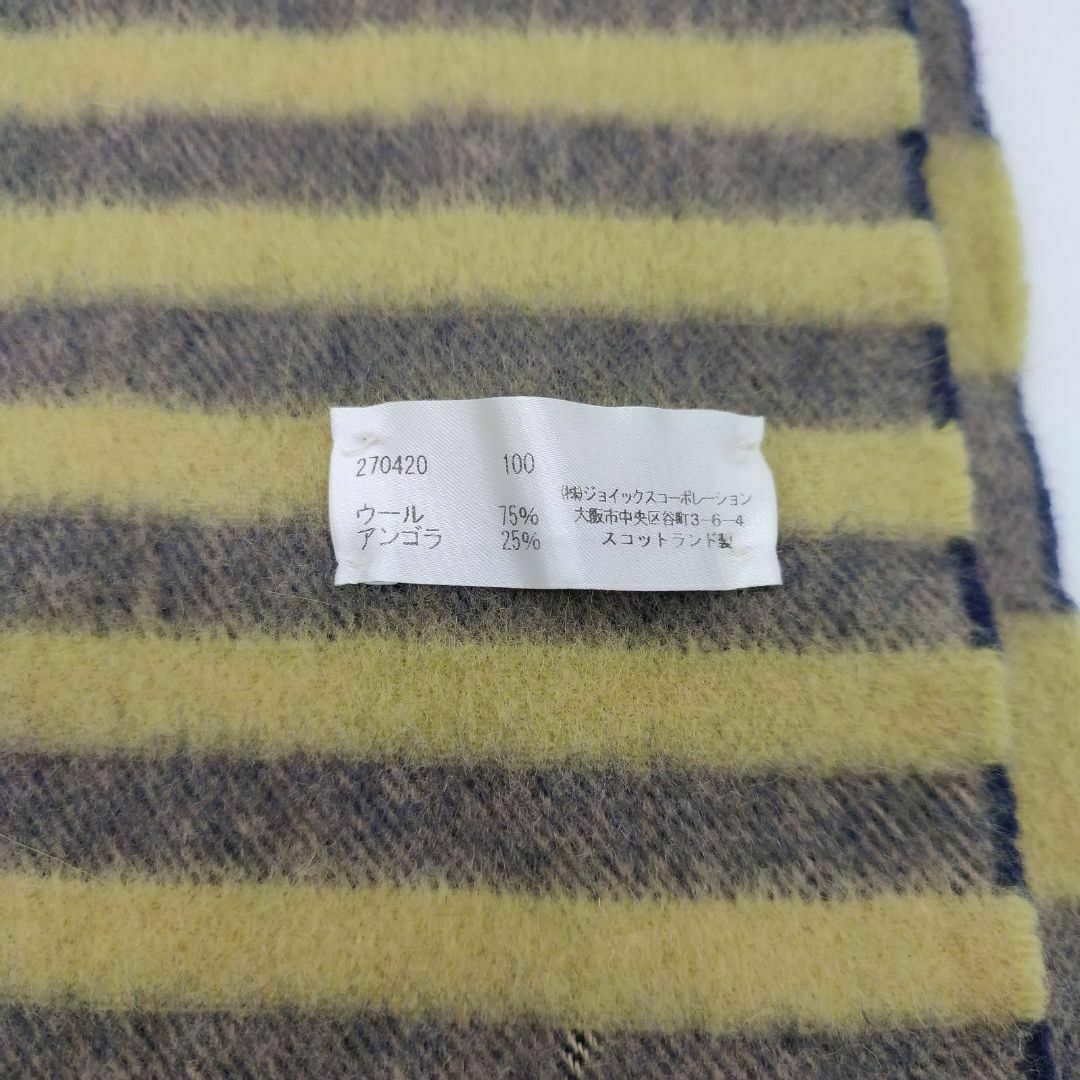 270420 100
ウール 75%
アンゴラ 25%
(株)ジョイックスコーポレーション
大阪市中央区谷町3-6-4
スコットランド製